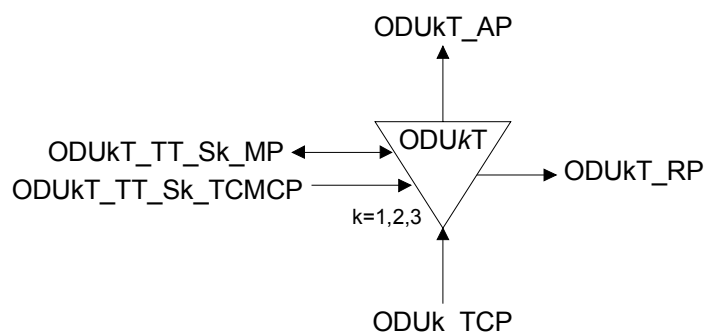 ODUkT_AP
ODUkT
ODUkT_TT_Sk_MP
ODUkT_RP
ODUkT_TT_Sk_TCMCP
k=1,2,3
ODUk_TCP